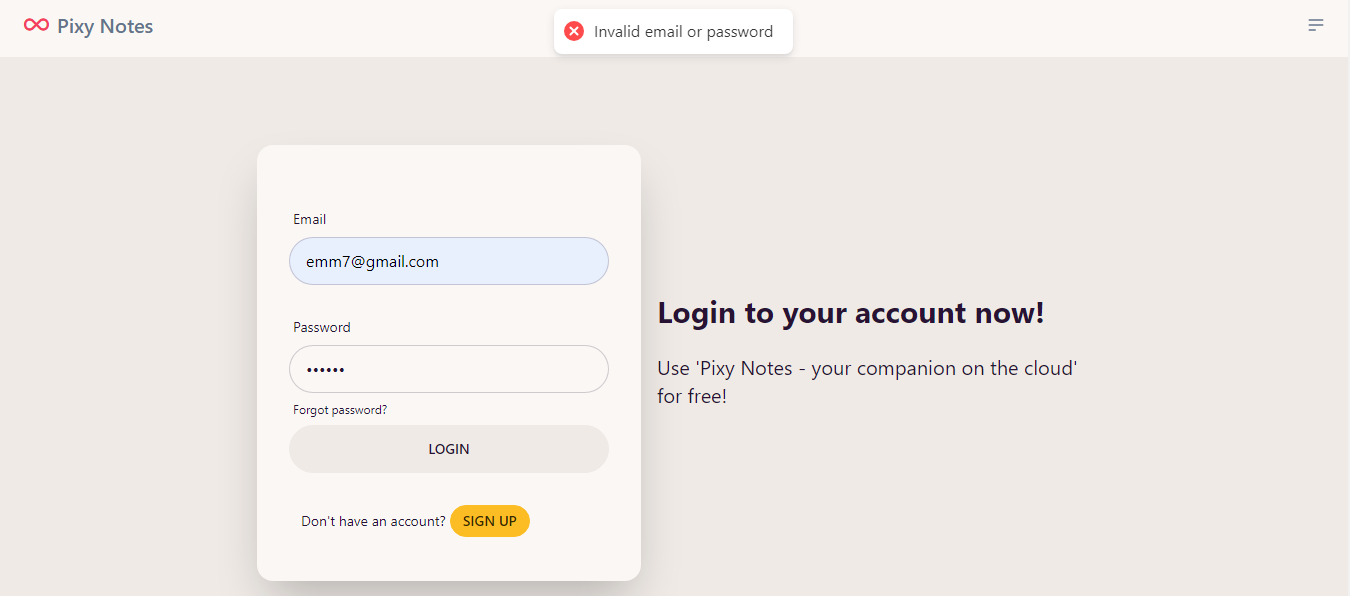 Pixy Notes
Invalid email or password
Email
emm7@gmail.com
Password
••••••
Forgot password?
LOGIN
Don't have an account? SIGN UP
Login to your account now!
Use 'Pixy Notes - your companion on the cloud'
for free!